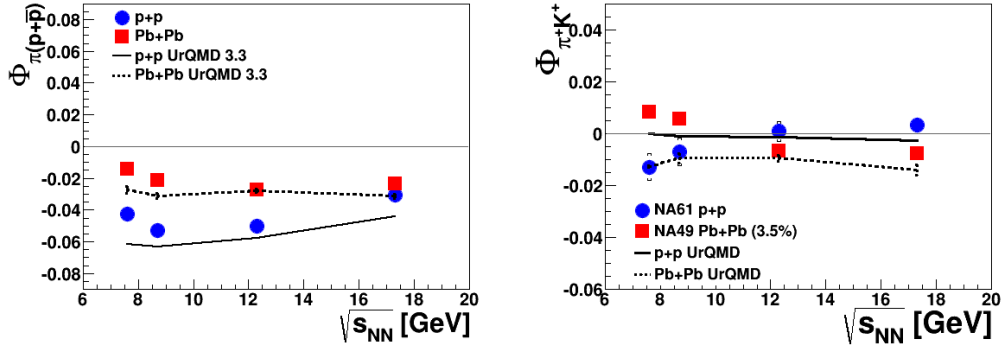 Φπ(p+p̅)
0.08
0.06
0.04
0.02
0
-0.02
-0.04
-0.06
-0.08
p+p
Pb+Pb
p+p UrQMD 3.3
Pb+Pb UrQMD 3.3
6 8 10 12 14 16 18 20
√sNN [GeV]
Φπ+K+
0.04
0.02
0
-0.02
-0.04
-0.06
NA61 p+p
NA49 Pb+Pb (3.5%)
p+p UrQMD
Pb+Pb UrQMD
6 8 10 12 14 16 18 20
√sNN [GeV]